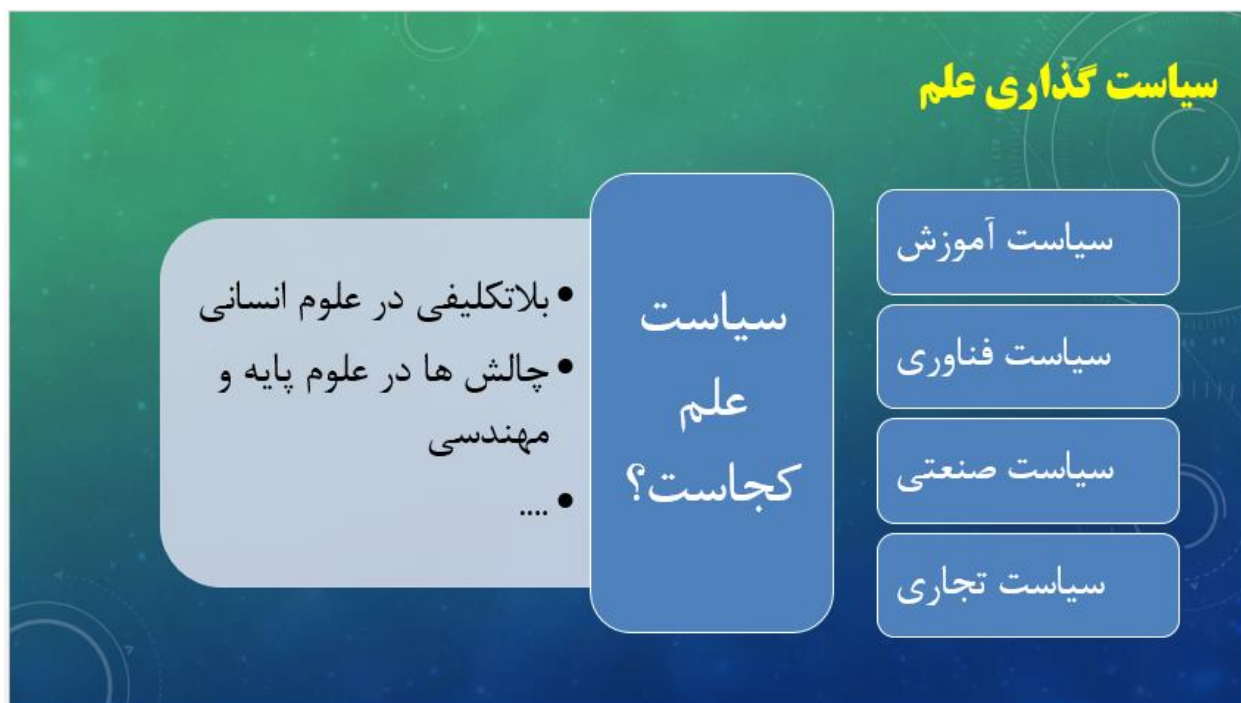 سیاست گذاری علم
سیاست آموزش
سیاست فناوری
سیاست صنعتی
سیاست تجاری
سیاست
علم
کجاست؟
• بلاتکلیفی در علوم انسانی
• چالش ها در علوم پایه و
مهندسی
• ....